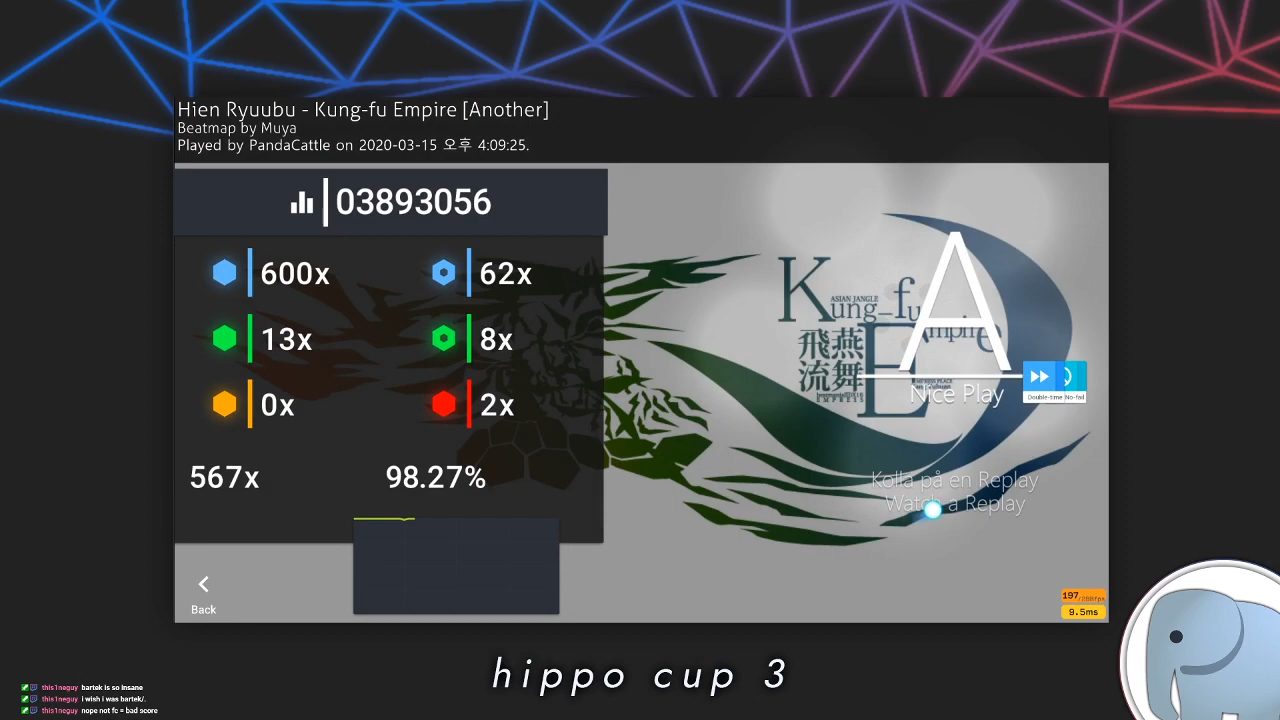 Hien Ryuubu - Kung-fu Empire [Another]
Beatmap by Muya
Played by PandaCattle on 2020-03-15 오후 4:09:25.
03893056
600x
62x
13x
8x
0x
2x
567x
98.27%
Kung-fu
ASIAN JANGLE
Empire
飛燕
流舞
A
Nice Play
Double-time No-fail
Kolla på en Replay
Watch a Replay
Back
197
9.5ms
hippo cup 3
this1neguy bartek is so insane
this1neguy i wish i was bartek/.
this1neguy nope not fc = bad score